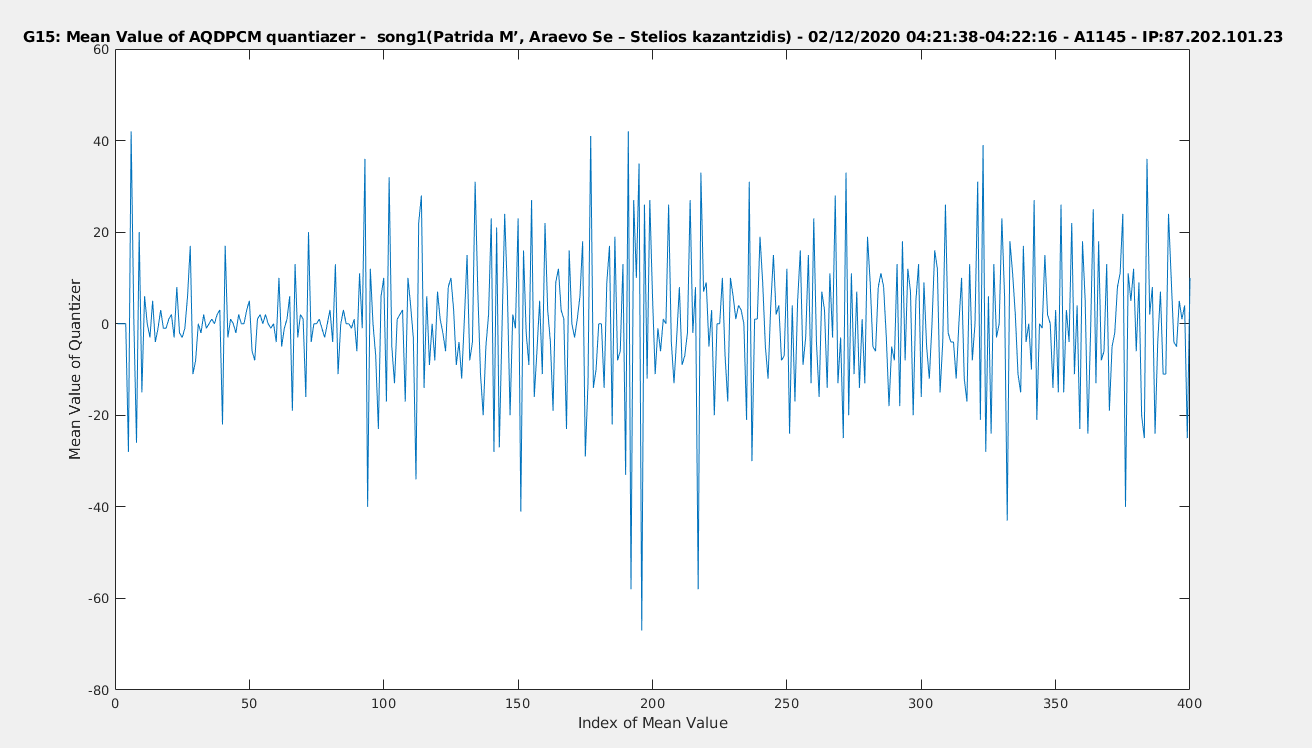 G15: Mean Value of AQDPCM quantiazer -  song1(Patrida M’, Araevo Se – Stelios kazantzidis) - 02/12/2020 04:21:38-04:22:16 - A1145 - IP:87.202.101.23
60
40
20
0
-20
-40
-60
-80
Mean Value of Quantizer
0 50 100 150 200 250 300 350 400
Index of Mean Value